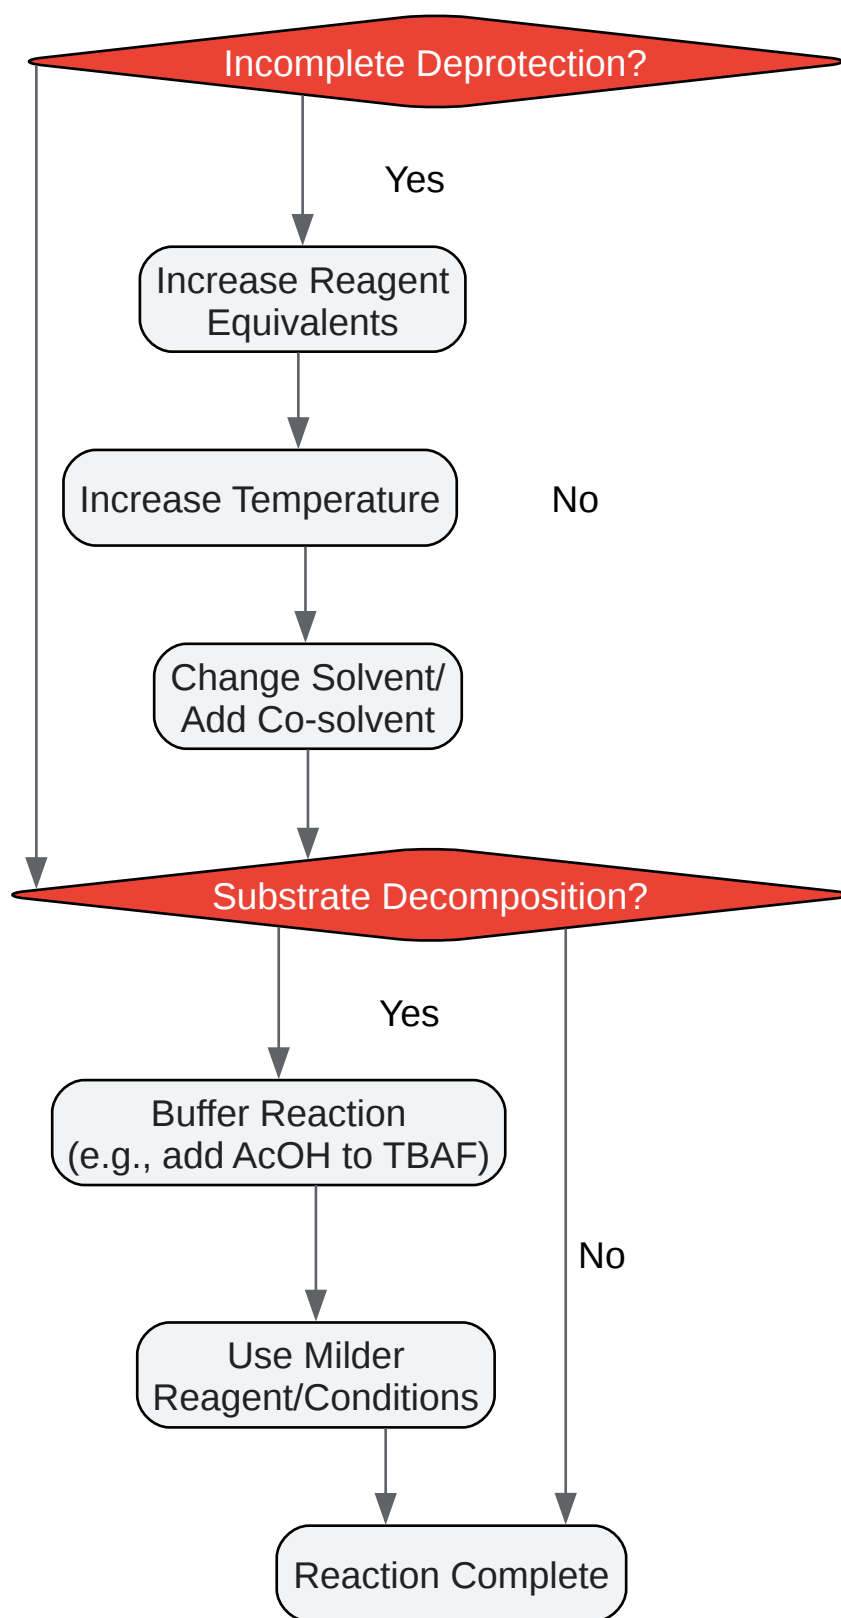 Incomplete Deprotection?
Yes
Increase Reagent
Equivalents
Increase Temperature
No
Change Solvent/
Add Co-solvent
Substrate Decomposition?
Yes
Buffer Reaction
(e.g., add AcOH to TBAF)
No
Use Milder
Reagent/Conditions
Reaction Complete